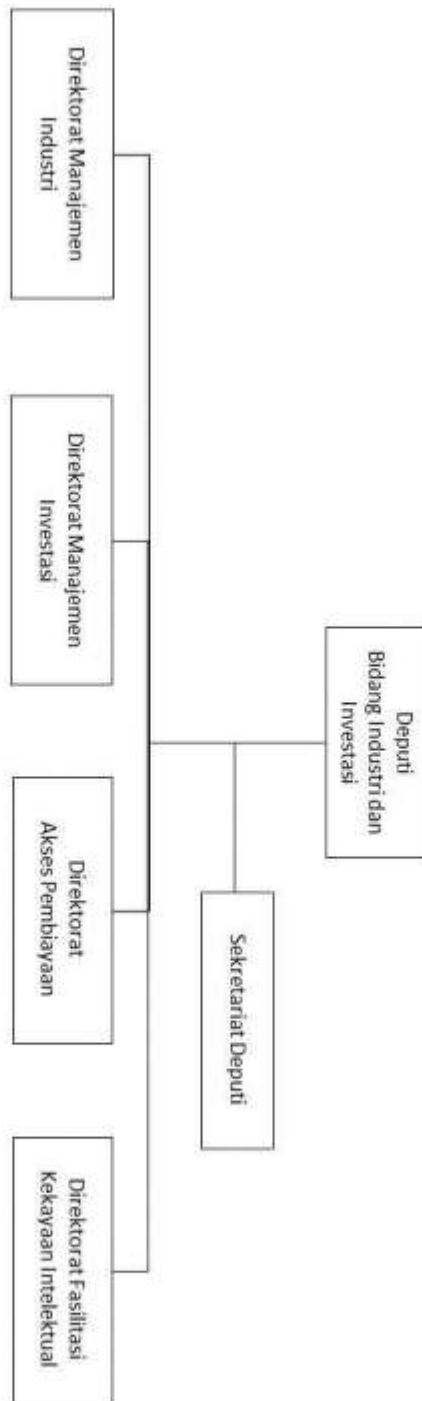 Deputi
Bidang Industri dan
Investasi
Sekretariat Deputi
Direktorat Manajemen
Industri
Direktorat Manajemen
Investasi
Direktorat
Akses Pembiayaan
Direktorat Fasilitasi
Kekayaan Intelektual